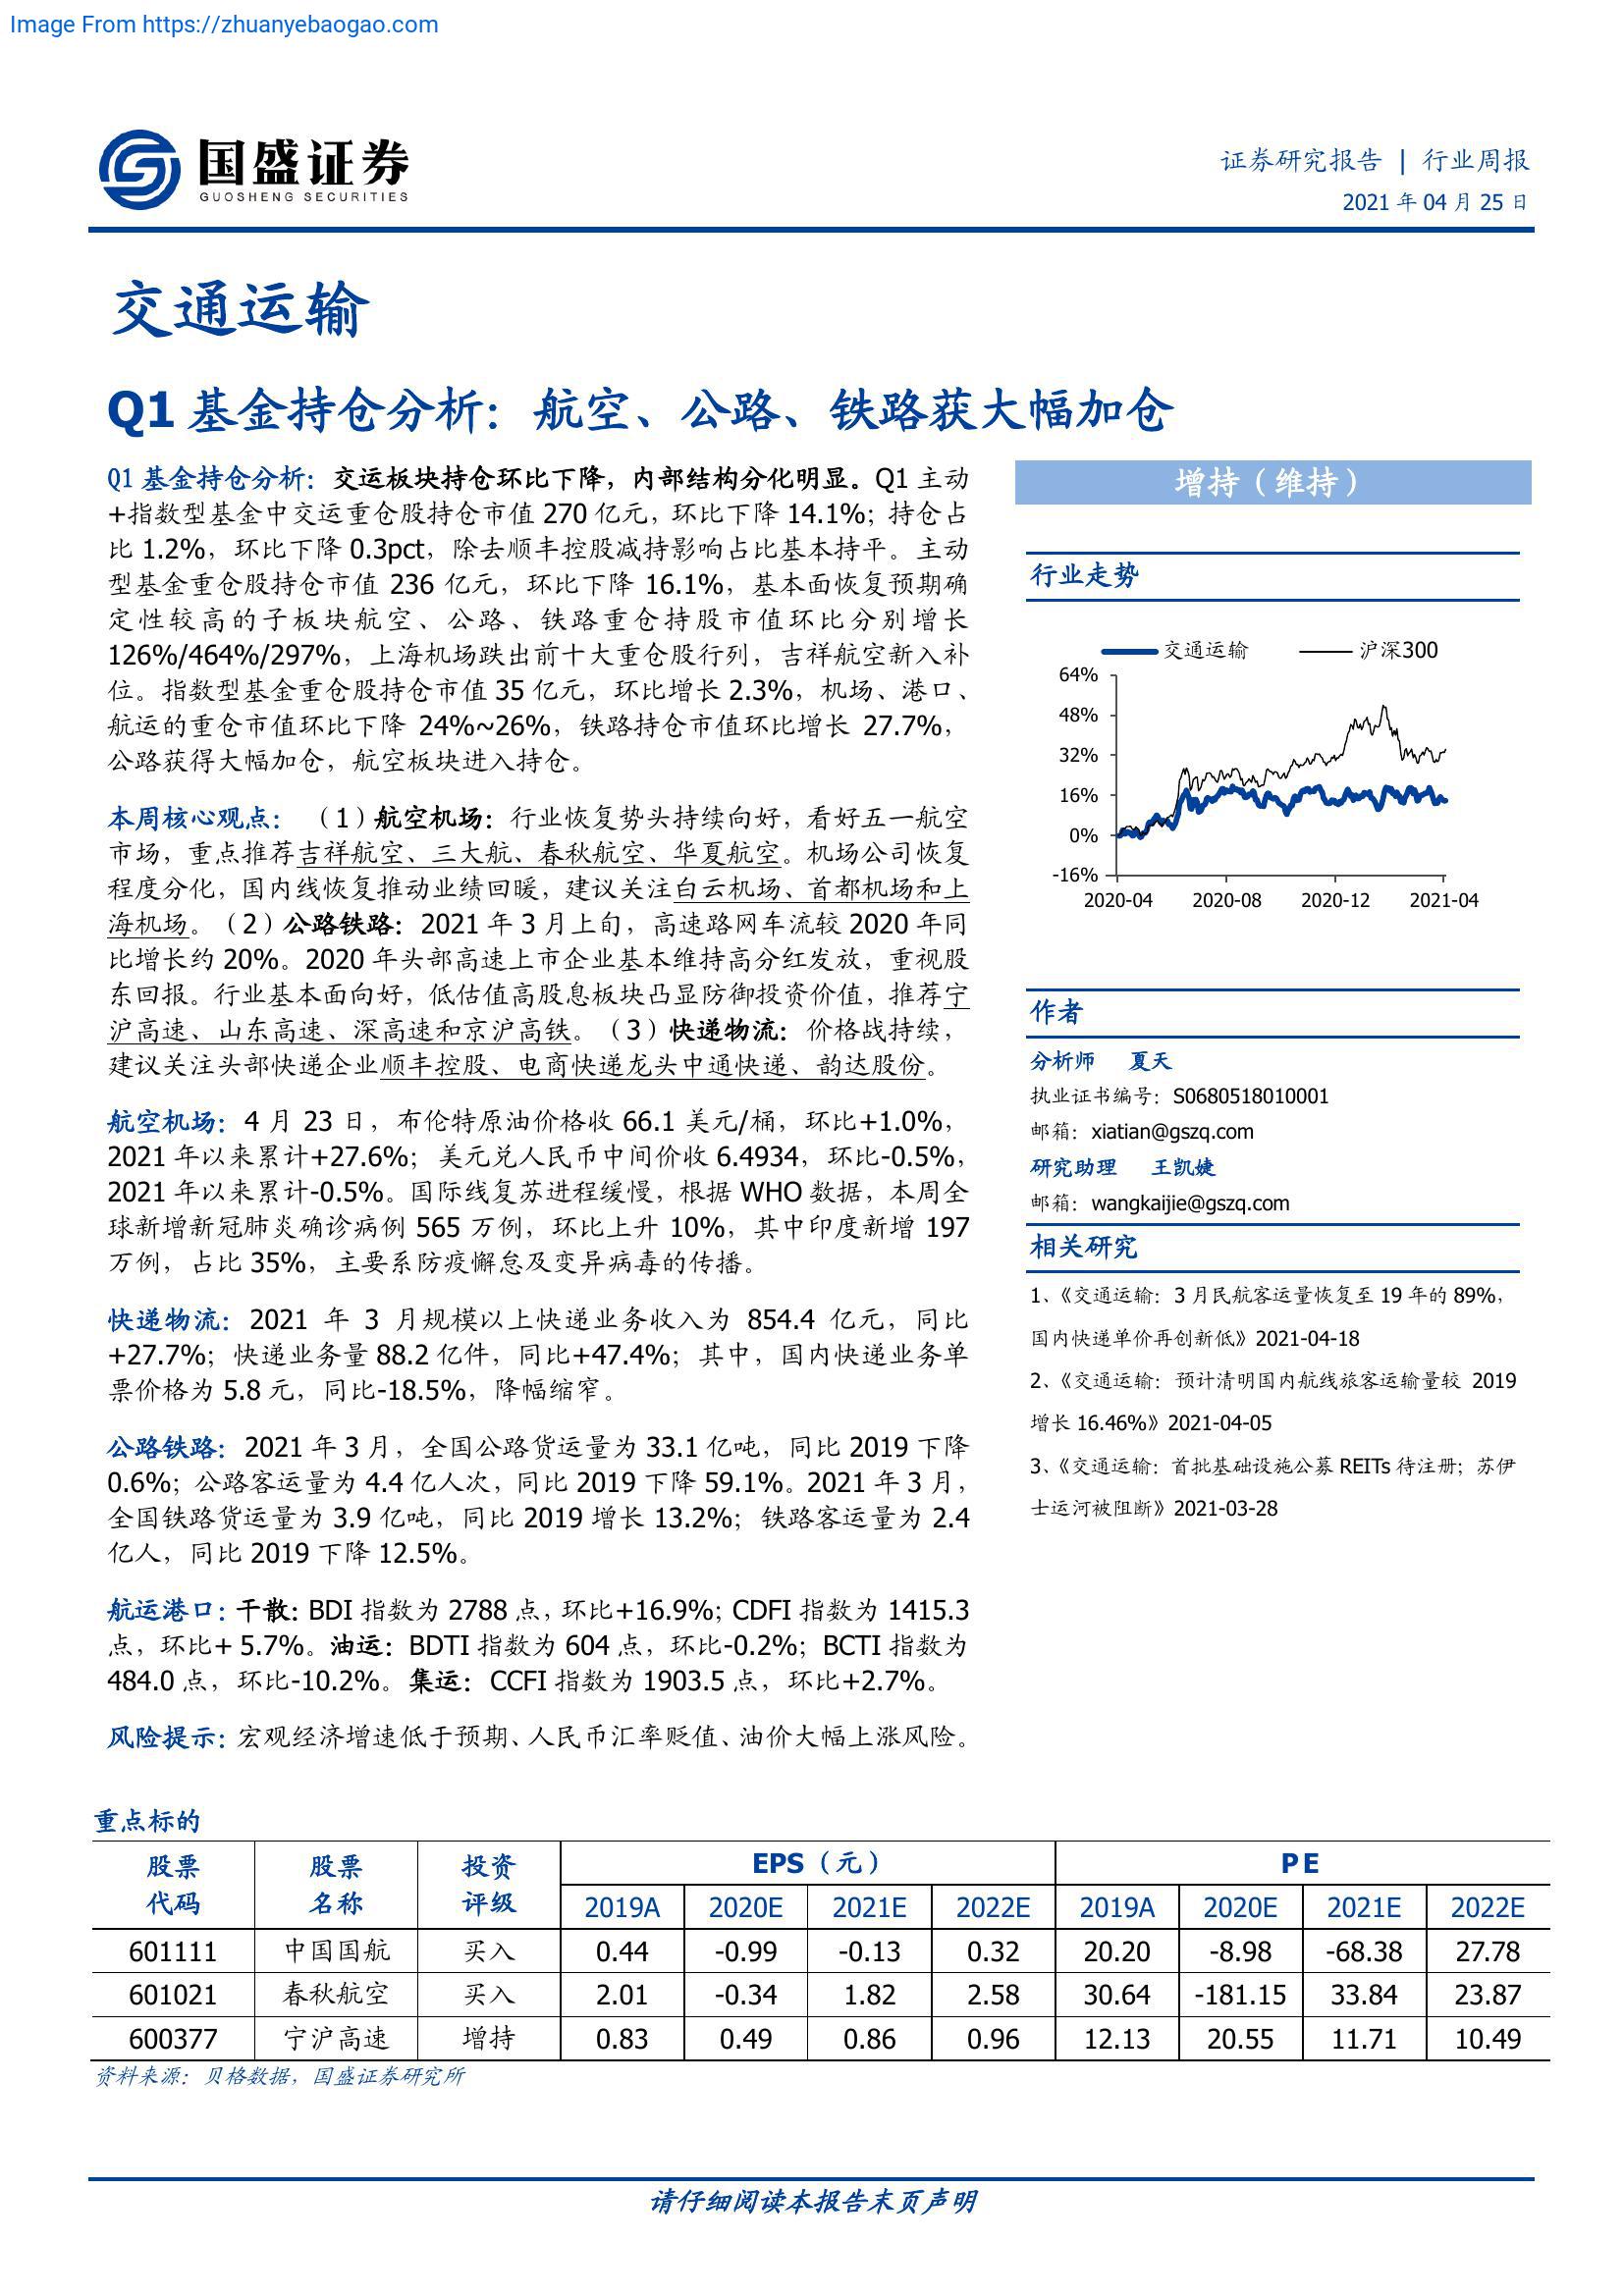 Image From https://zhuanyebaogao.com
国盛证券
GUOSHENG SECURITIES
证券研究报告 | 行业周报
2021 年 04 月 25 日
交通运输
Q1 基金持仓分析：航空、公路、铁路获大幅加仓
Q1 基金持仓分析：交运板块持仓环比下降，内部结构分化明显。Q1 主动
+指数型基金中交运重仓股持仓市值 270 亿元，环比下降 14.1%；持仓占
比 1.2%，环比下降 0.3pct，除去顺丰控股减持影响占比基本持平。主动
型基金重仓股持仓市值 236 亿元，环比下降 16.1%，基本面恢复预期确
定性较高的子板块航空、公路、铁路重仓持股市值环比分别增长
126%/464%/297%，上海机场跌出前十大重仓股行列，吉祥航空新入补
位。指数型基金重仓股持仓市值 35 亿元，环比增长 2.3%，机场、港口、
航运的重仓市值环比下降 24%~26%，铁路持仓市值环比增长 27.7%，
公路获得大幅加仓，航空板块进入持仓。
本周核心观点：（1）航空机场：行业恢复势头持续向好，看好五一航空
市场，重点推荐吉祥航空、三大航、春秋航空、华夏航空。机场公司恢复
程度分化，国内线恢复推动业绩回暖，建议关注白云机场、首都机场和上
海机场。（2）公路铁路：2021 年 3 月上旬，高速路网车流较 2020 年同
比增长约 20%。2020 年头部高速上市企业基本维持高分红发放，重视股
东回报。行业基本面向好，低估值高股息板块凸显防御投资价值，推荐宁
沪高速、山东高速、深高速和京沪高铁。（3）快递物流：价格战持续，
建议关注头部快递企业顺丰控股、电商快递龙头中通快递、韵达股份。
航空机场：4 月 23 日，布伦特原油价格收 66.1 美元/桶，环比+1.0%，
2021 年以来累计+27.6%；美元兑人民币中间价收 6.4934，环比-0.5%，
2021 年以来累计-0.5%。国际线复苏进程缓慢，根据 WHO 数据，本周全
球新增新冠肺炎确诊病例 565 万例，环比上升 10%，其中印度新增 197
万例，占比 35%，主要系防疫懈怠及变异病毒的传播。
快递物流：2021 年 3 月规模以上快递业务收入为 854.4 亿元，同比
+27.7%；快递业务量 88.2 亿件，同比+47.4%；其中，国内快递业务单
票价格为 5.8 元，同比-18.5%，降幅缩窄。
公路铁路：2021 年 3 月，全国公路货运量为 33.1 亿吨，同比 2019 下降
0.6%；公路客运量为 4.4 亿人次，同比 2019 下降 59.1%。2021 年 3 月，
全国铁路货运量为 3.9 亿吨，同比 2019 增长 13.2%；铁路客运量为 2.4
亿人，同比 2019 下降 12.5%。
航运港口：干散：BDI 指数为 2788 点，环比+16.9%；CDFI 指数为 1415.3
点，环比+ 5.7%。油运：BDTI 指数为 604 点，环比-0.2%；BCTI 指数为
484.0 点，环比-10.2%。集运：CCFI 指数为 1903.5 点，环比+2.7%。
风险提示：宏观经济增速低于预期、人民币汇率贬值、油价大幅上涨风险。
增持（维持）
行业走势
交通运输 沪深300
64%
48%
32%
16%
0%
-16%
2020-04 2020-08 2020-12 2021-04
作者
分析师 夏天
执业证书编号：S0680518010001
邮箱：xiatian@gszq.com
研究助理 王凯婕
邮箱：wangkaijie@gszq.com
相关研究
1、《交通运输：3 月民航客运量恢复至 19 年的 89%，
国内快递单价再创新低》2021-04-18
2、《交通运输：预计清明国内航线旅客运输量较 2019
增长 16.46%》2021-04-05
3、《交通运输：首批基础设施公募 REITs 待注册；苏伊
士运河被阻断》2021-03-28
重点标的
股票 股票 投资 EPS（元） P E
代码 名称 评级 2019A 2020E 2021E 2022E 2019A 2020E 2021E 2022E
601111 中国国航 买入 0.44 -0.99 -0.13 0.32 20.20 -8.98 -68.38 27.78
601021 春秋航空 买入 2.01 -0.34 1.82 2.58 30.64 -181.15 33.84 23.87
600377 宁沪高速 增持 0.83 0.49 0.86 0.96 12.13 20.55 11.71 10.49
资料来源：贝格数据，国盛证券研究所
请仔细阅读本报告末页声明